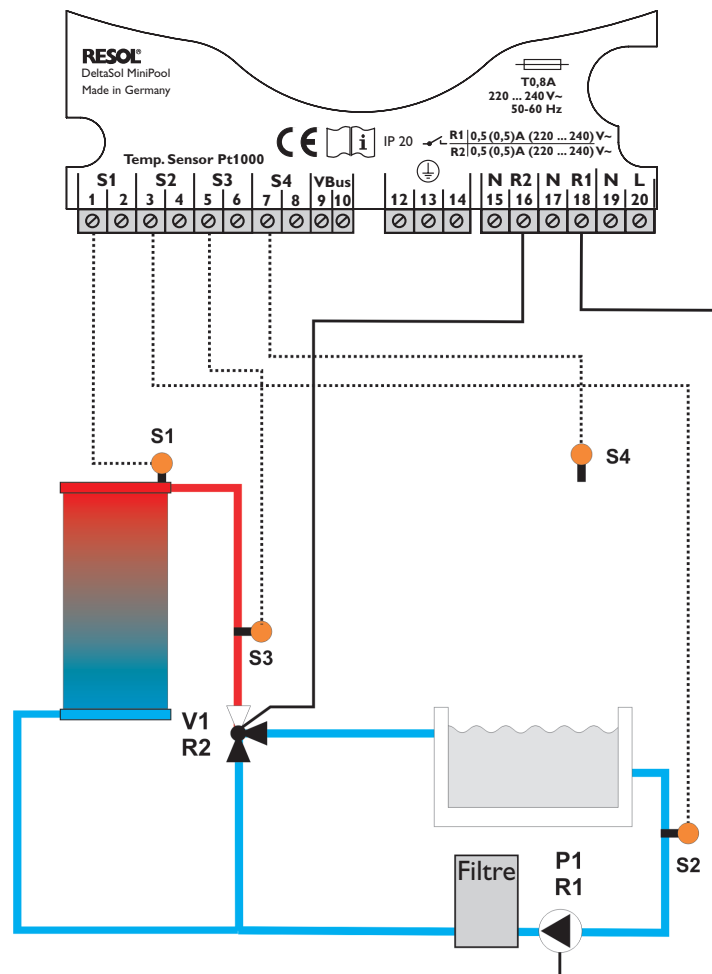 RESOL®
DeltaSol MiniPool
Made in Germany
T0,8A
220 ... 240 V~
50-60 Hz
CE i IP 20 R1 0,5 (0,5) A (220 ... 240) V~
R2 0,5 (0,5) A (220 ... 240) V~
Temp. Sensor Pt1000
S1 S2 S3 S4 VBus N R2 N R1 N L
1 2 3 4 5 6 7 8 9 10 12 13 14 15 16 17 18 19 20
S1
S4
S3
V1
R2
P1
R1
Filtre
S2